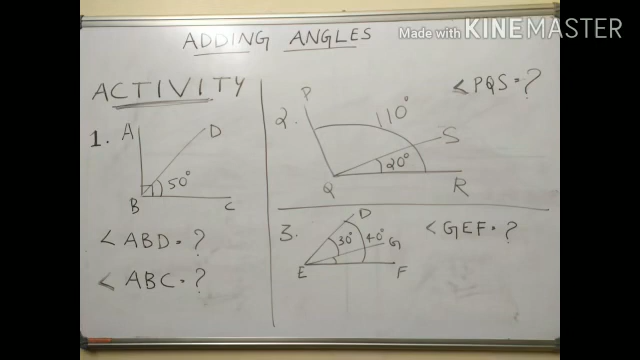 ADDING ANGLES
Made with KINEMASTER
ACTIVITY
1.
A
D
50°
B
C
< ABD = ?
< ABC = ?
2.
P
110°
S
20°
Q
R
< PQS = ?
3.
D
30°
40°
G
E
F
< GEF = ?